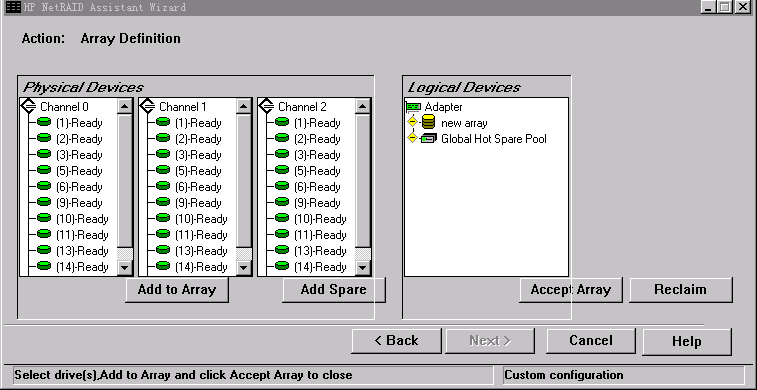 HP NetRAID Assistant Wizard
Action: Array Definition
Physical Devices
Channel 0
(1)-Ready
(2)-Ready
(3)-Ready
(5)-Ready
(6)-Ready
(9)-Ready
(10)-Ready
(11)-Ready
(13)-Ready
(14)-Ready
Channel 1
(1)-Ready
(2)-Ready
(3)-Ready
(5)-Ready
(6)-Ready
(9)-Ready
(10)-Ready
(11)-Ready
(13)-Ready
(14)-Ready
Channel 2
(1)-Ready
(2)-Ready
(3)-Ready
(5)-Ready
(6)-Ready
(9)-Ready
(10)-Ready
(11)-Ready
(13)-Ready
(14)-Ready
Add to Array
Add Spare
Logical Devices
Adapter
new array
Global Hot Spare Pool
Accept Array
Reclaim
< Back
Next >
Cancel
Help
Select drive(s),Add to Array and click Accept Array to close
Custom configuration